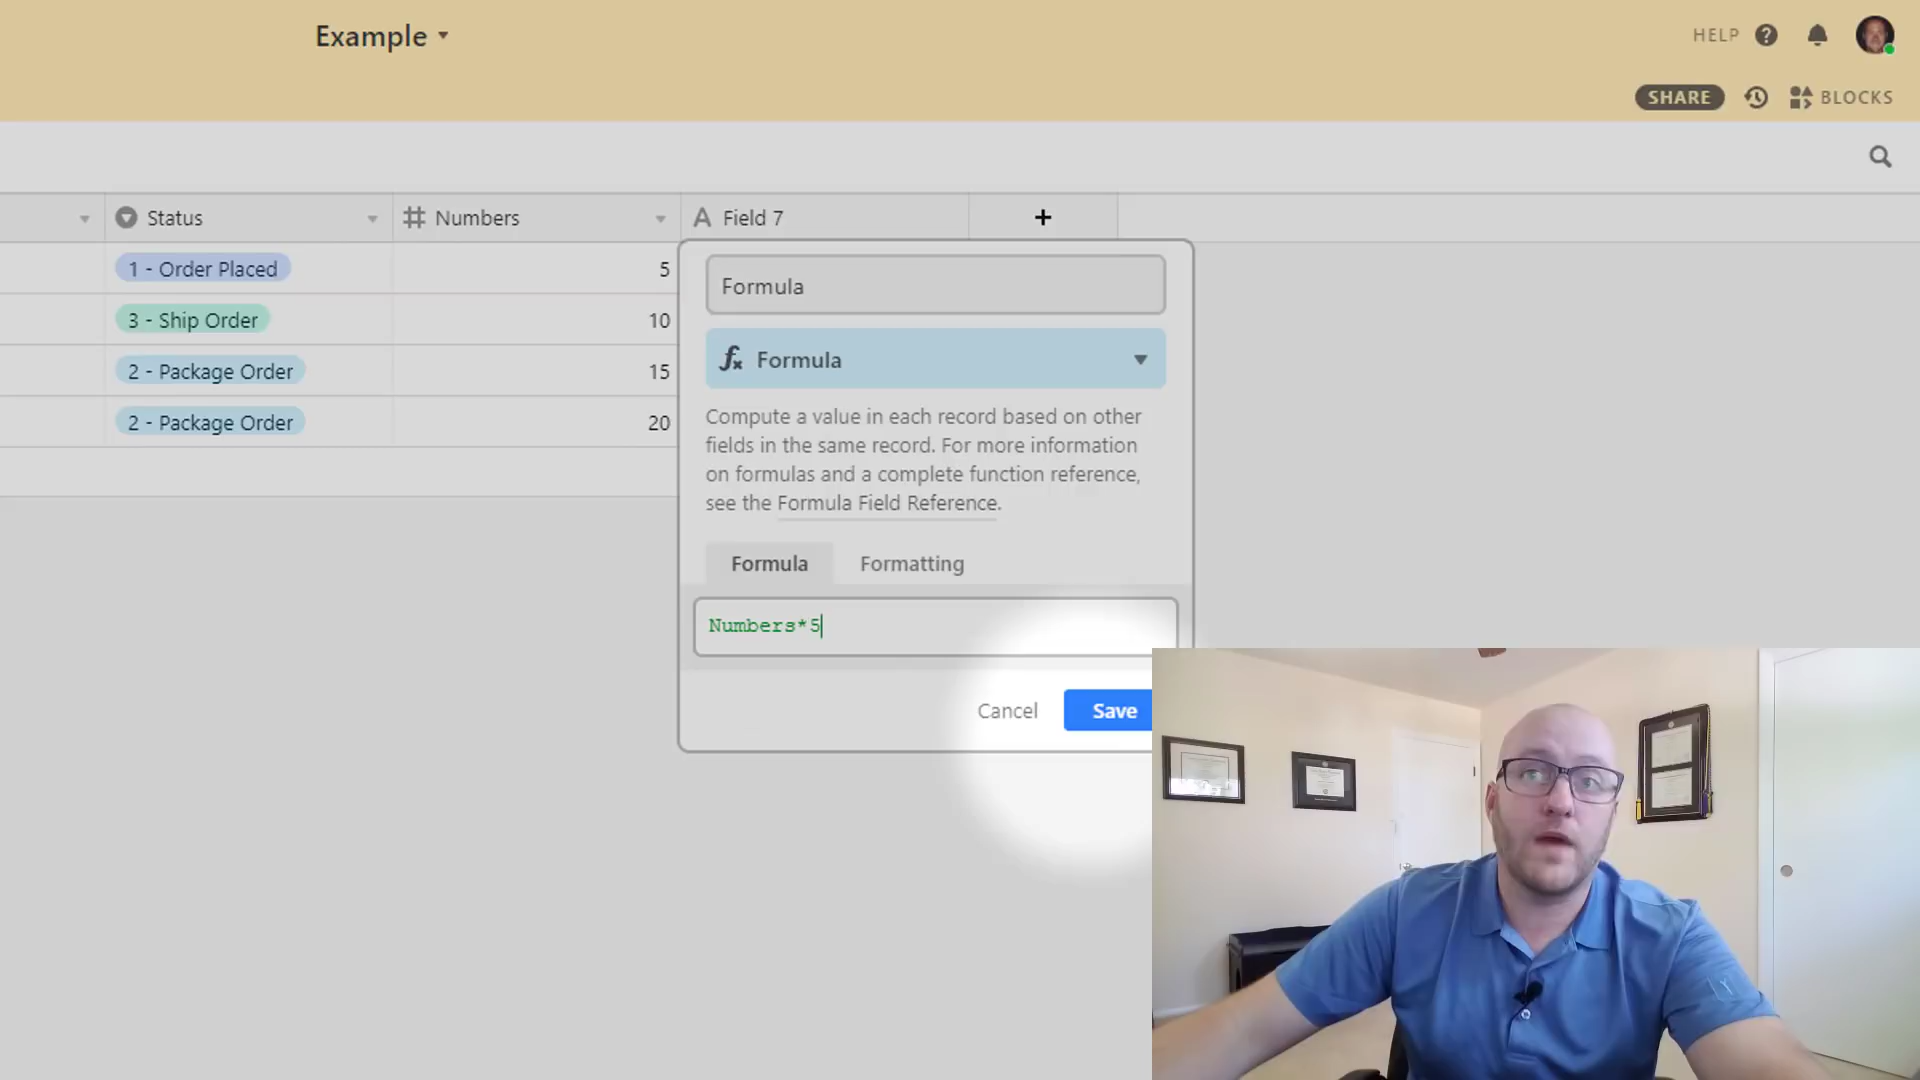 Example
HELP
SHARE
BLOCKS
Status
Numbers
Field 7
+
1 - Order Placed
5
3 - Ship Order
10
2 - Package Order
15
2 - Package Order
20
Formula
Formula
Compute a value in each record based on other
fields in the same record. For more information
on formulas and a complete function reference,
see the Formula Field Reference.
Formula
Formatting
Numbers*5
Cancel
Save